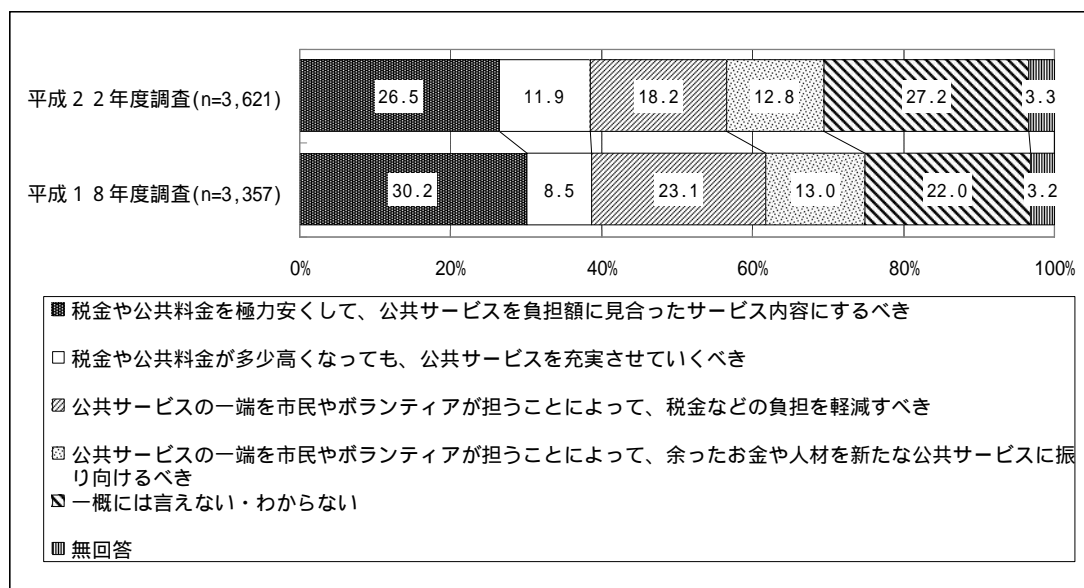 平成２２年度調査(n=3,621)
26.5 11.9 18.2 12.8 27.2 3.3
平成１８年度調査(n=3,357)
30.2 8.5 23.1 13.0 22.0 3.2
0% 20% 40% 60% 80% 100%
税金や公共料金を極力安くして、公共サービスを負担額に見合ったサービス内容にするべき
税金や公共料金が多少高くなっても、公共サービスを充実させていくべき
公共サービスの一端を市民やボランティアが担うことによって、税金などの負担を軽減すべき
公共サービスの一端を市民やボランティアが担うことによって、余ったお金や人材を新たな公共サービスに振
り向けるべき
一概には言えない・わからない
無回答